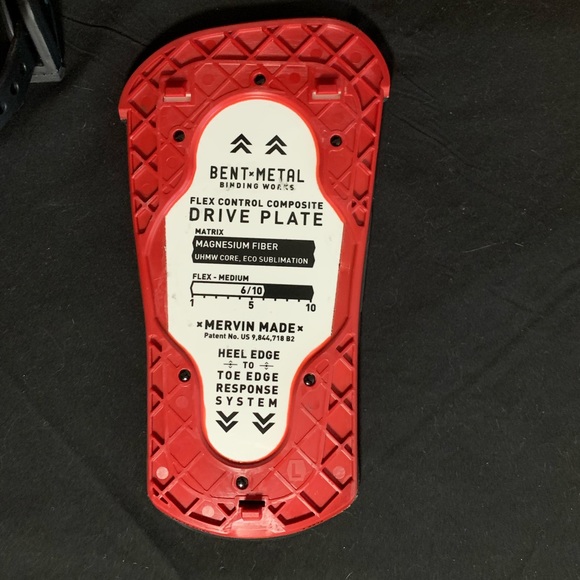 BENT×METAL
BINDING WORKS
FLEX CONTROL COMPOSITE
DRIVE PLATE
MATRIX
MAGNESIUM FIBER
UHMW CORE, ECO SUBLIMATION
FLEX - MEDIUM
6/10
1 5 10
×MERVIN MADE×
Patent No. US 9,844,718 B2
HEEL EDGE
TO
TOE EDGE
RESPONSE
SYSTEM
L